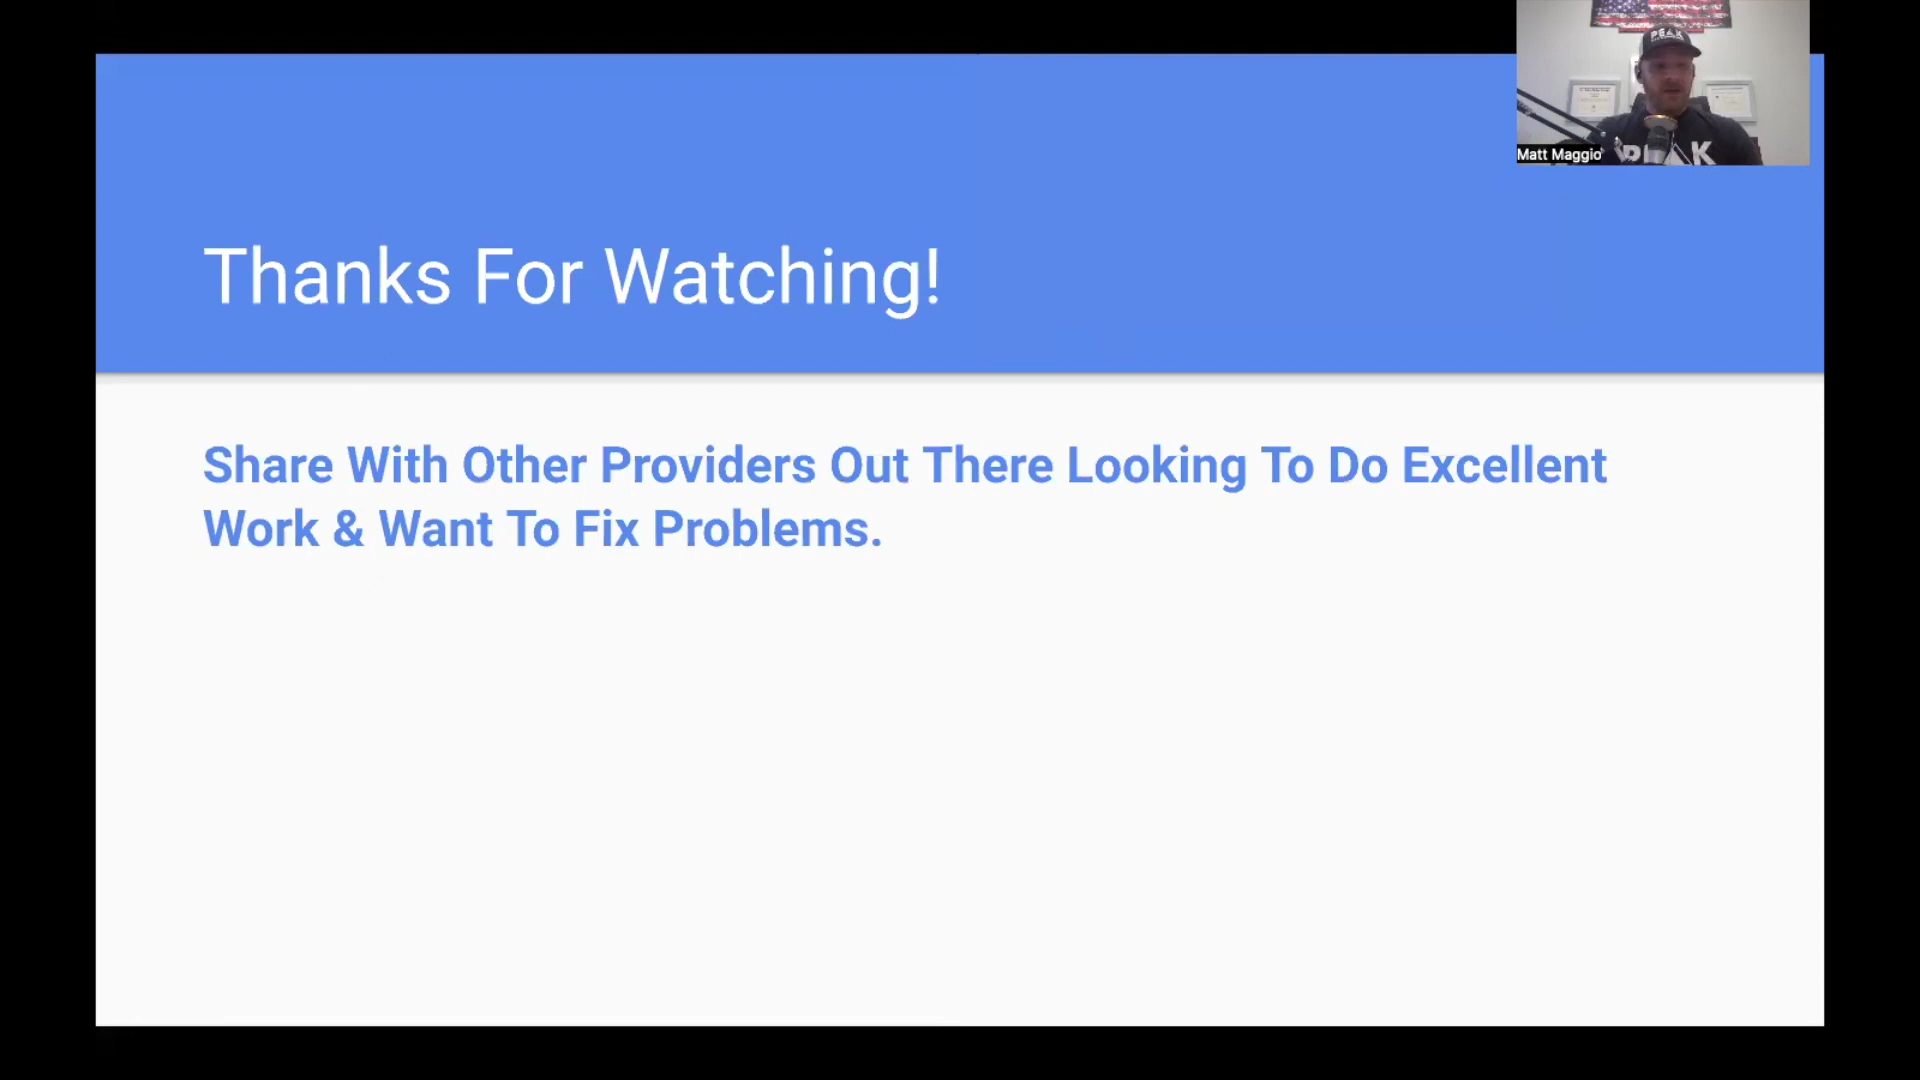 PEAK
Matt Maggio
Thanks For Watching!
Share With Other Providers Out There Looking To Do Excellent
Work & Want To Fix Problems.